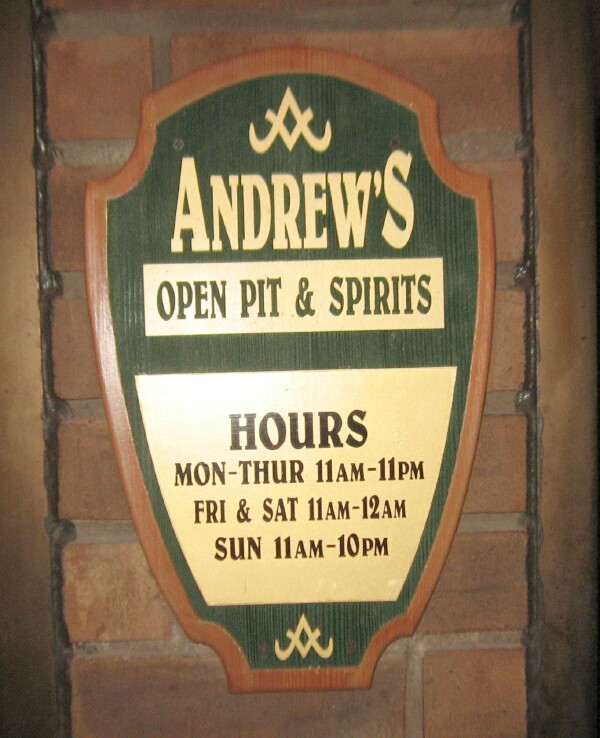 ANDREW'S
OPEN PIT & SPIRITS
HOURS
MON-THUR 11AM-11PM
FRI & SAT 11AM-12AM
SUN 11AM-10PM